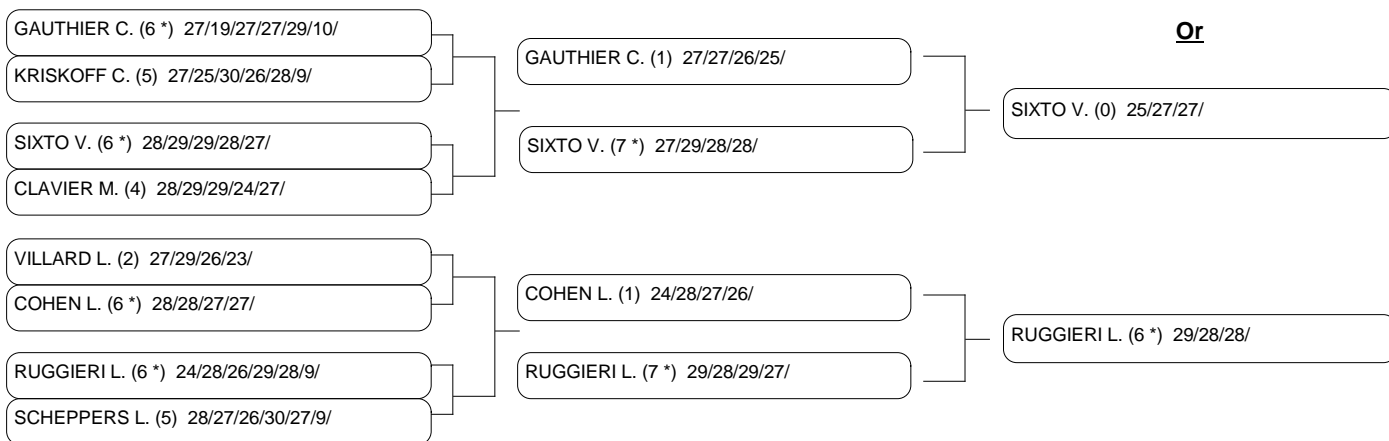 GAUTHIER C. (6 *) 27/19/27/27/29/10/
KRISKOFF C. (5) 27/25/30/26/28/9/
SIXTO V. (6 *) 28/29/29/28/27/
CLAVIER M. (4) 28/29/29/24/27/
VILLARD L. (2) 27/29/26/23/
COHEN L. (6 *) 28/28/27/27/
RUGGIERI L. (6 *) 24/28/26/29/28/9/
SCHEPPERS L. (5) 28/27/26/30/27/9/
GAUTHIER C. (1) 27/27/26/25/
SIXTO V. (7 *) 27/29/28/28/
COHEN L. (1) 24/28/27/26/
RUGGIERI L. (7 *) 29/28/29/27/
Or
SIXTO V. (0) 25/27/27/
RUGGIERI L. (6 *) 29/28/28/